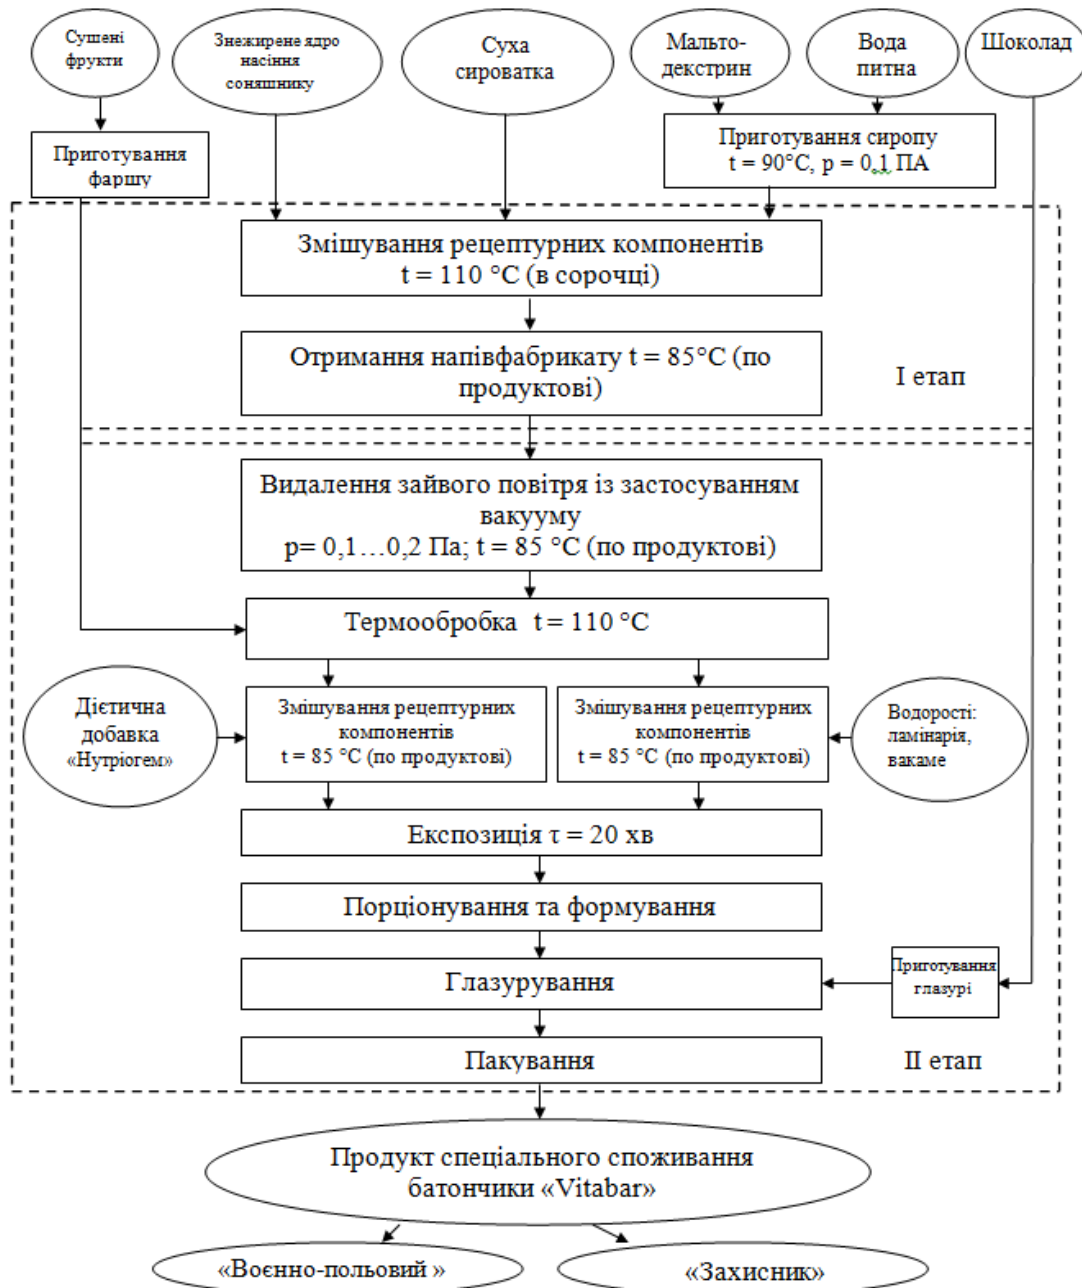 Сушені
фрукти
Знежирене ядро
насіння
соняшнику
Суха
сироватка
Мальто-
декстрин
Вода
питна
Шоколад
Приготування
фаршу
Приготування сиропу
t = 90°C, p = 0,1 ПА
Змішування рецептурних компонентів
t = 110 °C (в сорочці)
Отримання напівфабрикату t = 85°C (по
продуктові)
І етап
Видалення зайвого повітря із застосуванням
вакууму
p= 0,1…0,2 Па; t = 85 °C (по продуктові)
Термообробка t = 110 °C
Дієтична
добавка
«Нутріогем»
Змішування рецептурних
компонентів
t = 85 °C (по продуктові)
Змішування рецептурних
компонентів
t = 85 °C (по продуктові)
Водорості:
ламінарія,
вакаме
Експозиція τ = 20 хв
Порціонування та формування
Глазурування
Приготування
глазурі
Пакування
ІІ етап
Продукт спеціального споживання
батончики «Vitabar»
«Воєнно-польовий »
«Захисник»